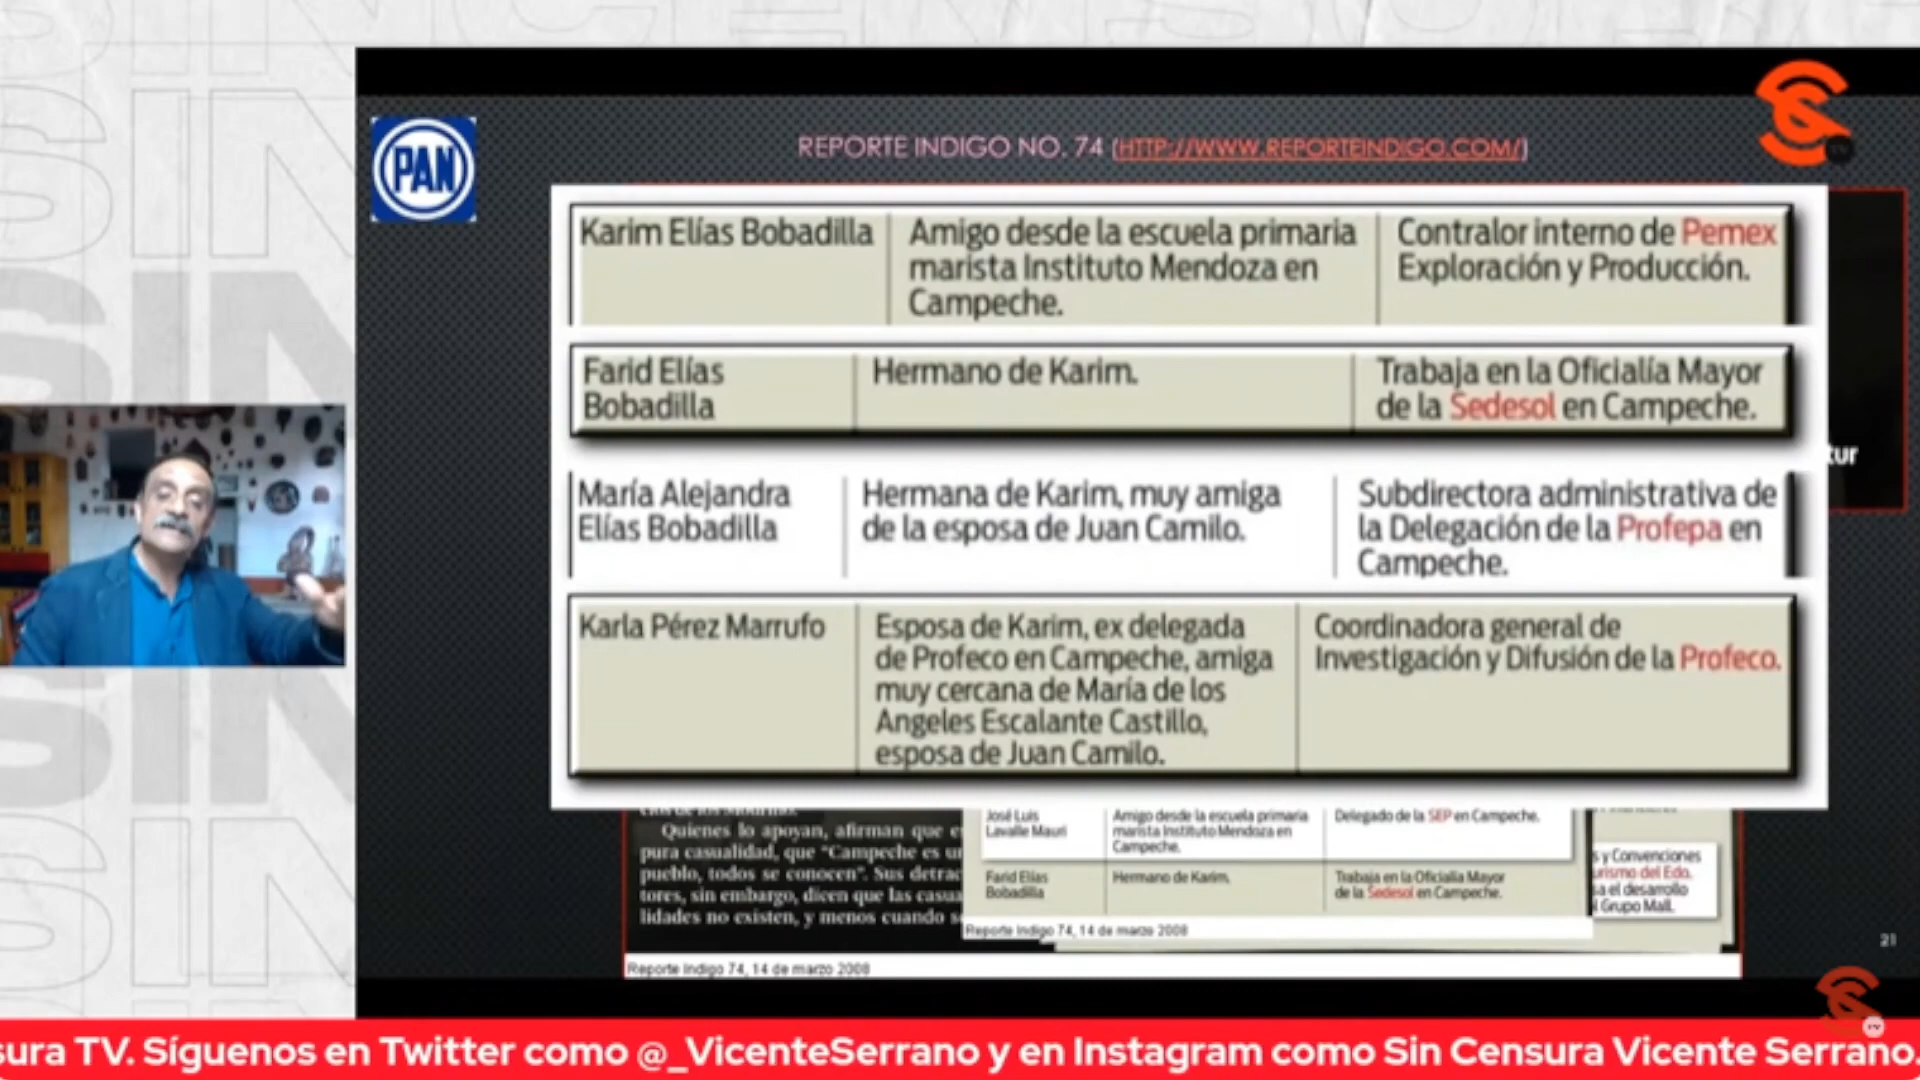 PAN
REPORTE INDIGO NO. 74 (HTTP://WWW.REPORTEINDIGO.COM/)
Karim Elías Bobadilla
Amigo desde la escuela primaria
marista Instituto Mendoza en
Campeche.
Contralor interno de Pemex
Exploración y Producción.
Farid Elías
Bobadilla
Hermano de Karim.
Trabaja en la Oficialía Mayor
de la Sedesol en Campeche.
tur
María Alejandra
Elías Bobadilla
Hermana de Karim, muy amiga
de la esposa de Juan Camilo.
Subdirectora administrativa de
la Delegación de la Profepa en
Campeche.
Karla Pérez Marrufo
Esposa de Karim, ex delegada
de Profeco en Campeche, amiga
muy cercana de María de los
Angeles Escalante Castillo,
esposa de Juan Camilo.
Coordinadora general de
Investigación y Difusión de la Profeco.
Quienes lo apoyan, afirman que e
pura casualidad, que "Campeche es un
pueblo, todos se conocen". Sus detrac
tores, sin embargo, dicen que las casua
lidades no existen, y menos cuando s
José Luis
Lavalle Mauri
Amigo desde la escuela primaria
marista Instituto Mendoza en
Campeche.
Delegado de la SEP en Campeche.
Farid Elías
Bobadilla
Hermano de Karim.
Trabaja en la Oficialía Mayor
de la Sedesol en Campeche.
s y Convenciones
urismo del Edo.
sa el desarrollo
l Grupo Mall.
Reporte Indigo 74, 14 de marzo 2008
Reporte Indigo 74, 14 de marzo 2008
21
sura TV. Síguenos en Twitter como @_VicenteSerrano y en Instagram como Sin Censura Vicente Serrano.